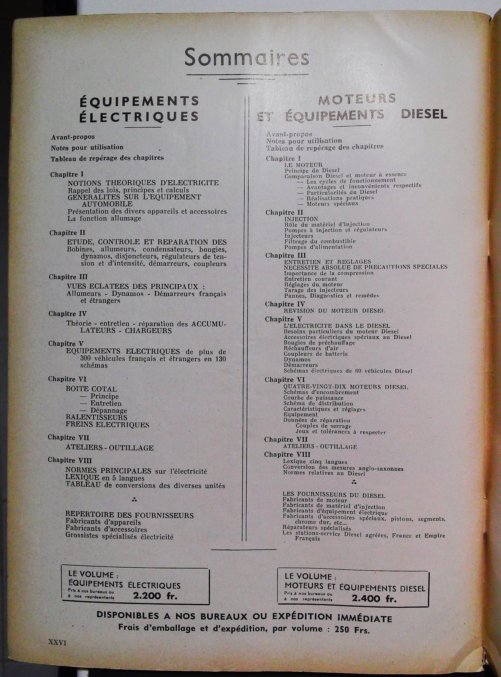 Sommaires
ÉQUIPEMENTS
ÉLECTRIQUES
Avant-propos
Notes pour utilisation
Tableau de repérage des chapitres
Chapitre I
NOTIONS THEORIQUES D'ELECTRICITE
Rappel des lois, principes et calculs
GENERALITES SUR L'EQUIPEMENT
AUTOMOBILE
Présentation des divers appareils et accessoires
La fonction allumage
Chapitre II
ETUDE, CONTROLE ET REPARATION DES
Bobines, allumeurs, condensateurs, bougies,
dynamos, disjoncteurs, régulateurs de ten-
sion et d'intensité, démarreurs, coupleurs
Chapitre III
VUES ECLATEES DES PRINCIPAUX :
Allumeurs - Dynamos - Démarreurs français
et étrangers
Chapitre IV
Théorie - entretien - réparation des ACCUMU-
LATEURS - CHARGEURS
Chapitre V
EQUIPEMENTS ELECTRIQUES de plus de
300 véhicules français et étrangers en 130
schémas
Chapitre VI
BOITE COTAL
— Principe
— Entretien
— Dépannage
RALENTISSEURS
FREINS ELECTRIQUES
Chapitre VII
ATELIERS - OUTILLAGE
Chapitre VIII
NORMES PRINCIPALES sur l'électricité
LEXIQUE en 5 langues
TABLEAU de conversions des diverses unités
REPERTOIRE DES FOURNISSEURS
Fabricants d'appareils
Fabricants d'accessoires
Grossistes spécialisés électricité
MOTEURS
ET ÉQUIPEMENTS DIESEL
Avant-propos
Notes pour utilisation
Tableau de repérage des chapitres
Chapitre I
LE MOTEUR
Principe du Diesel
Comparaison Diesel et moteur à essence
— Les cycles de fonctionnement
— Avantages et inconvénients respectifs
— Particularités du Diesel
— Réalisations pratiques
— Moteurs spéciaux
Chapitre II
INJECTION
Rôle du matériel d'injection
Pompes à injection et régulateurs
Injecteurs
Filtrage du combustible
Pompes d'alimentation
Chapitre III
ENTRETIEN ET REGLAGES
NECESSITE ABSOLUE DE PRECAUTIONS SPECIALES
Importance de la compression
Entretien courant
Réglages du moteur
Tarage des injecteurs
Pannes, Diagnostics et remèdes
Chapitre IV
REVISION DU MOTEUR DIESEL
Chapitre V
L'ELECTRICITE DANS LE DIESEL
Besoins particuliers du moteur Diesel
Accessoires électriques spéciaux au Diesel
Bougies de préchauffage
Réchauffeurs d'air
Coupleurs de batterie
Dynamos
Démarreurs
Schémas électriques de 60 véhicules Diesel
Chapitre VI
QUATRE-VINGT-DIX MOTEURS DIESEL
Schémas d'encombrement
Courbe de puissance
Schéma de distribution
Caractéristiques et réglages
Equipement
Données de réparation
Couples de serrage
Jeux et tolérances à respecter
Chapitre VII
ATELIERS - OUTILLAGE
Chapitre VIII
Lexique cinq langues
Conversion des mesures anglo-saxonnes
Normes relatives au Diesel
LES FOURNISSEURS DU DIESEL
Fabricants de moteur
Fabricants de matériel d'injection
Fabricants d'équipement électrique
Fabricants d'accessoires spéciaux, pistons, segments,
chrome dur, etc...
Réparateurs spécialisés
Les stations-service Diesel agréées, France et Empire
Français
LE VOLUME :
ÉQUIPEMENTS ÉLECTRIQUES
Pris à nos bureaux ou
à nos représentants 2.200 fr.
LE VOLUME :
MOTEURS ET ÉQUIPEMENTS DIESEL
Pris à nos bureaux ou
à nos représentants 2.400 fr.
DISPONIBLES A NOS BUREAUX OU EXPÉDITION IMMÉDIATE
Frais d'emballage et d'expédition, par volume : 250 Frs.
XXVI